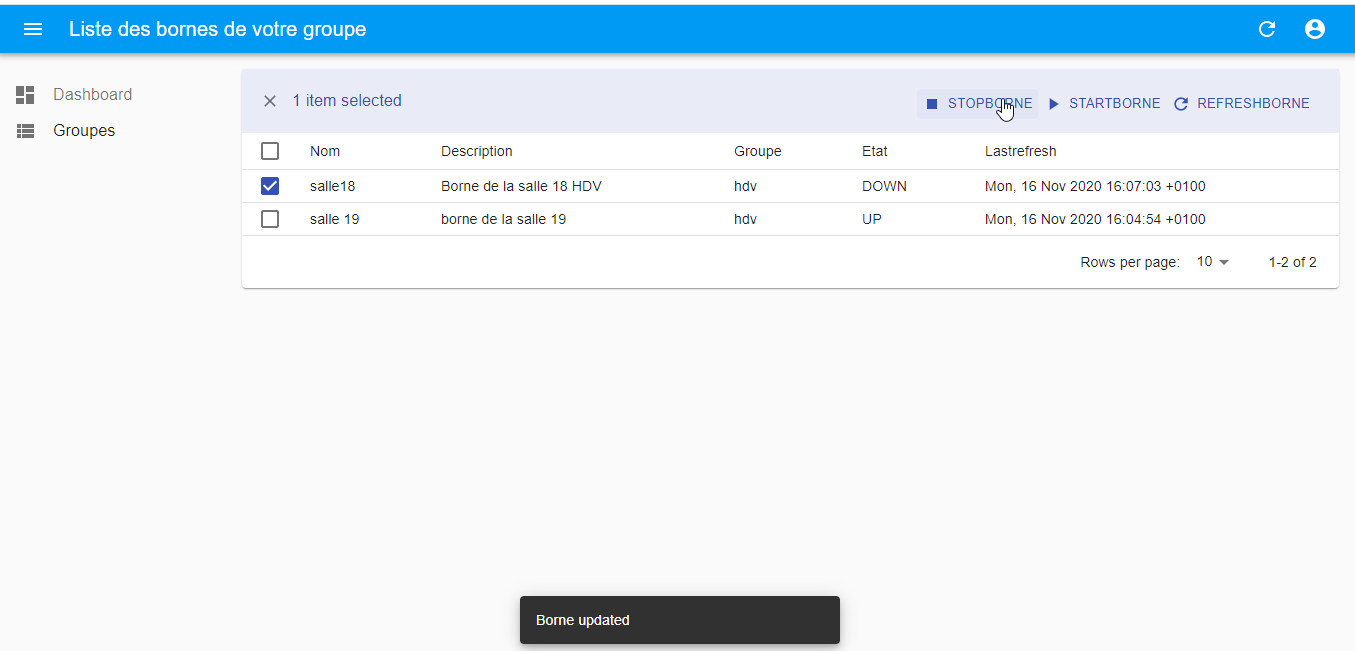 Liste des bornes de votre groupe
Dashboard
Groupes
1 item selected
STOPBORNE STARTBORNE REFRESHBORNE
Nom Description Groupe Etat Lastrefresh
salle18 Borne de la salle 18 HDV hdv DOWN Mon, 16 Nov 2020 16:07:03 +0100
salle 19 borne de la salle 19 hdv UP Mon, 16 Nov 2020 16:04:54 +0100
Rows per page: 10 1-2 of 2
Borne updated